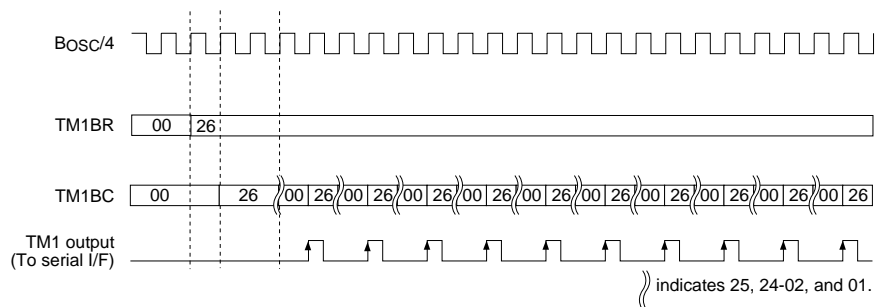 BOSC/4
TM1BR 00 26
TM1BC 00 26 00 26 00 26 00 26 00 26 00 26 00 26 00 26 00 26 00 26 00 26
TM1 output
(To serial I/F)
indicates 25, 24-02, and 01.